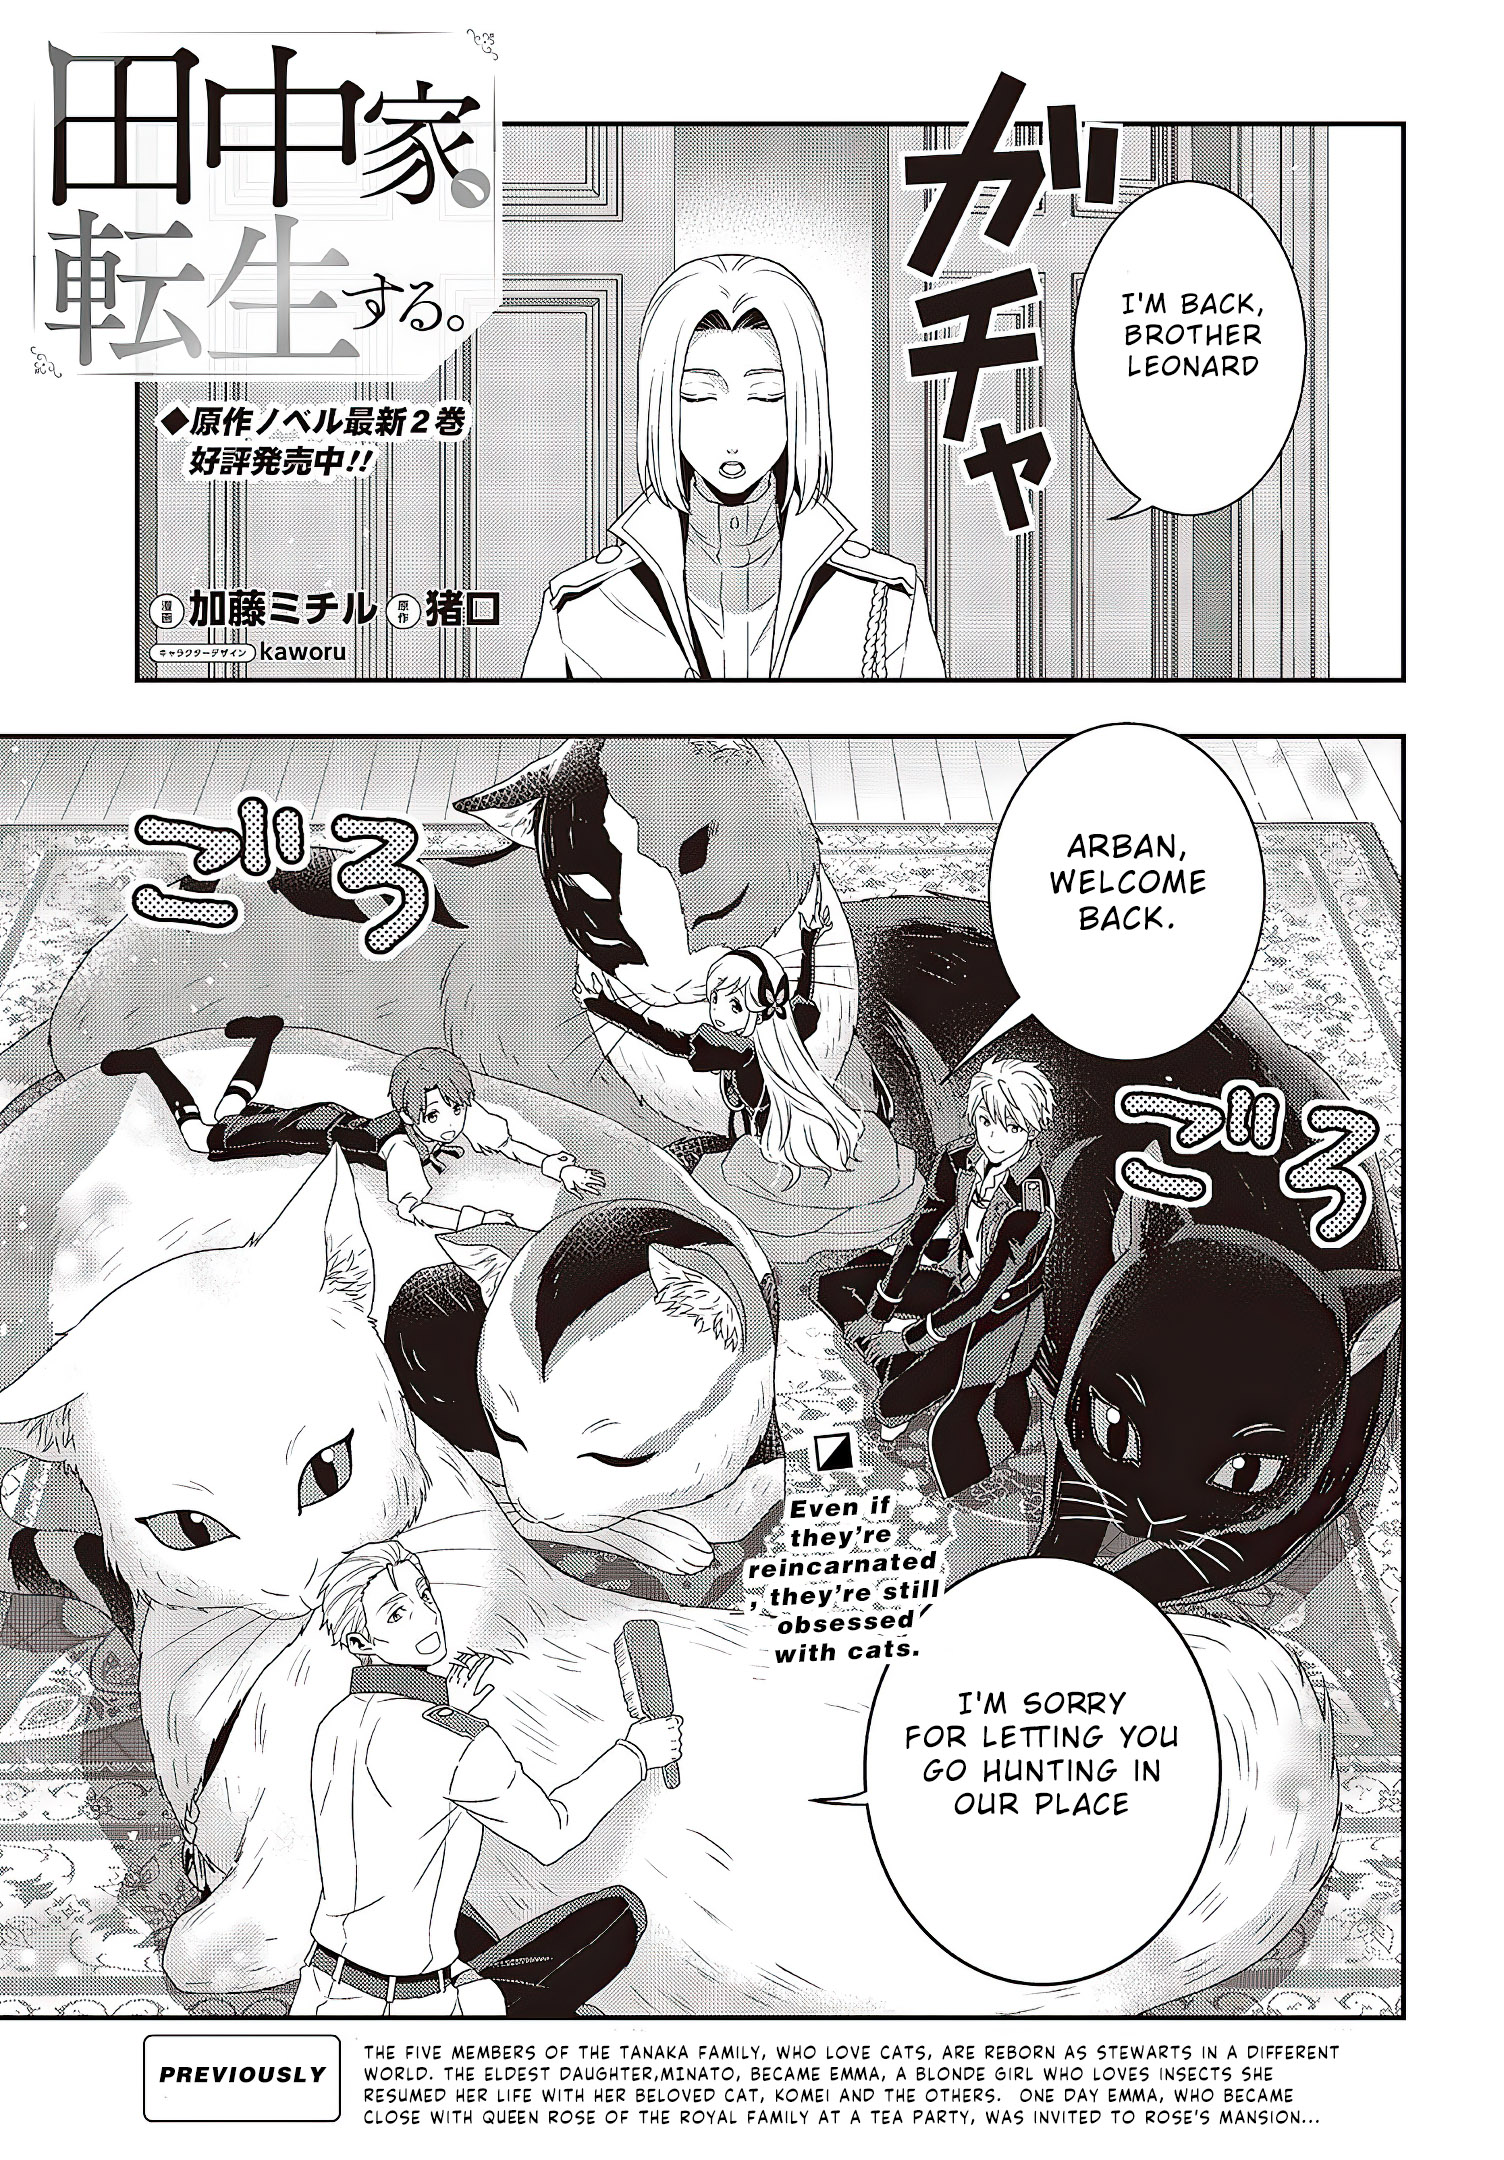 田中家、
転生する。
◆原作ノベル最新2巻
好評発売中!!
漫画 加藤ミチル 原作 猪口
キャラクターデザイン kaworu
ガチャ
I'M BACK,
BROTHER
LEONARD
ごろ
ARBAN,
WELCOME
BACK.
ごろ
Even if
they're
reincarnated
, they're still
obsessed
with cats.
I'M SORRY
FOR LETTING YOU
GO HUNTING IN
OUR PLACE
PREVIOUSLY
THE FIVE MEMBERS OF THE TANAKA FAMILY, WHO LOVE CATS, ARE REBORN AS STEWARTS IN A DIFFERENT
WORLD. THE ELDEST DAUGHTER,MINATO, BECAME EMMA, A BLONDE GIRL WHO LOVES INSECTS SHE
RESUMED HER LIFE WITH HER BELOVED CAT, KOMEI AND THE OTHERS. ONE DAY EMMA, WHO BECAME
CLOSE WITH QUEEN ROSE OF THE ROYAL FAMILY AT A TEA PARTY, WAS INVITED TO ROSE'S MANSION...